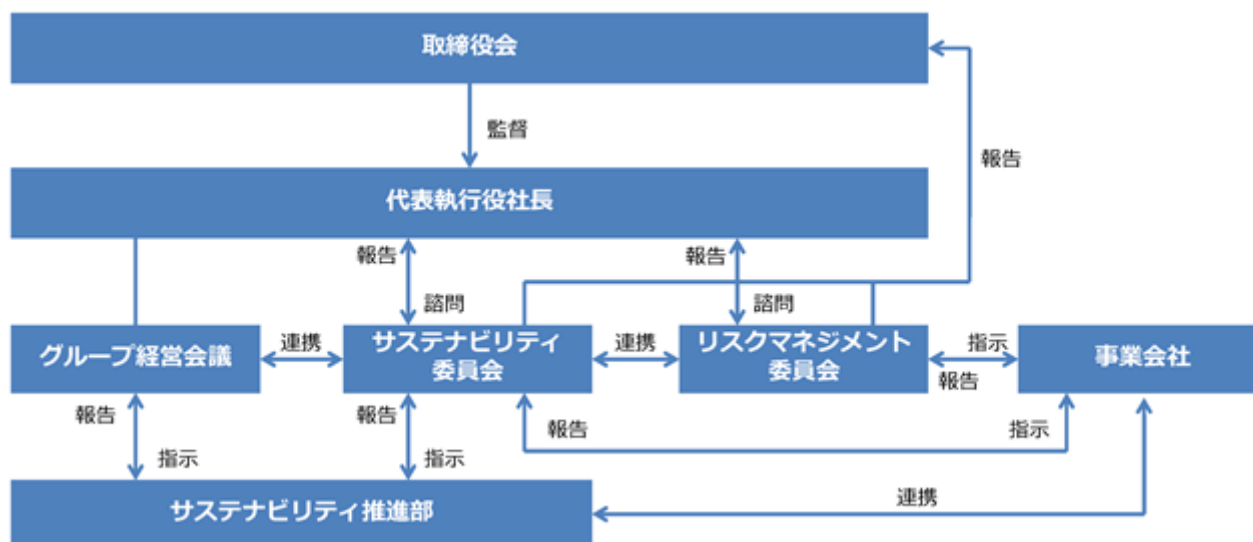 取締役会
監督
報告
代表執行役社長
報告
報告
諮問
諮問
グループ経営会議
連携
サステナビリティ
委員会
連携
リスクマネジメント
委員会
指示
報告
事業会社
報告
指示
報告
指示
報告
指示
サステナビリティ推進部
連携